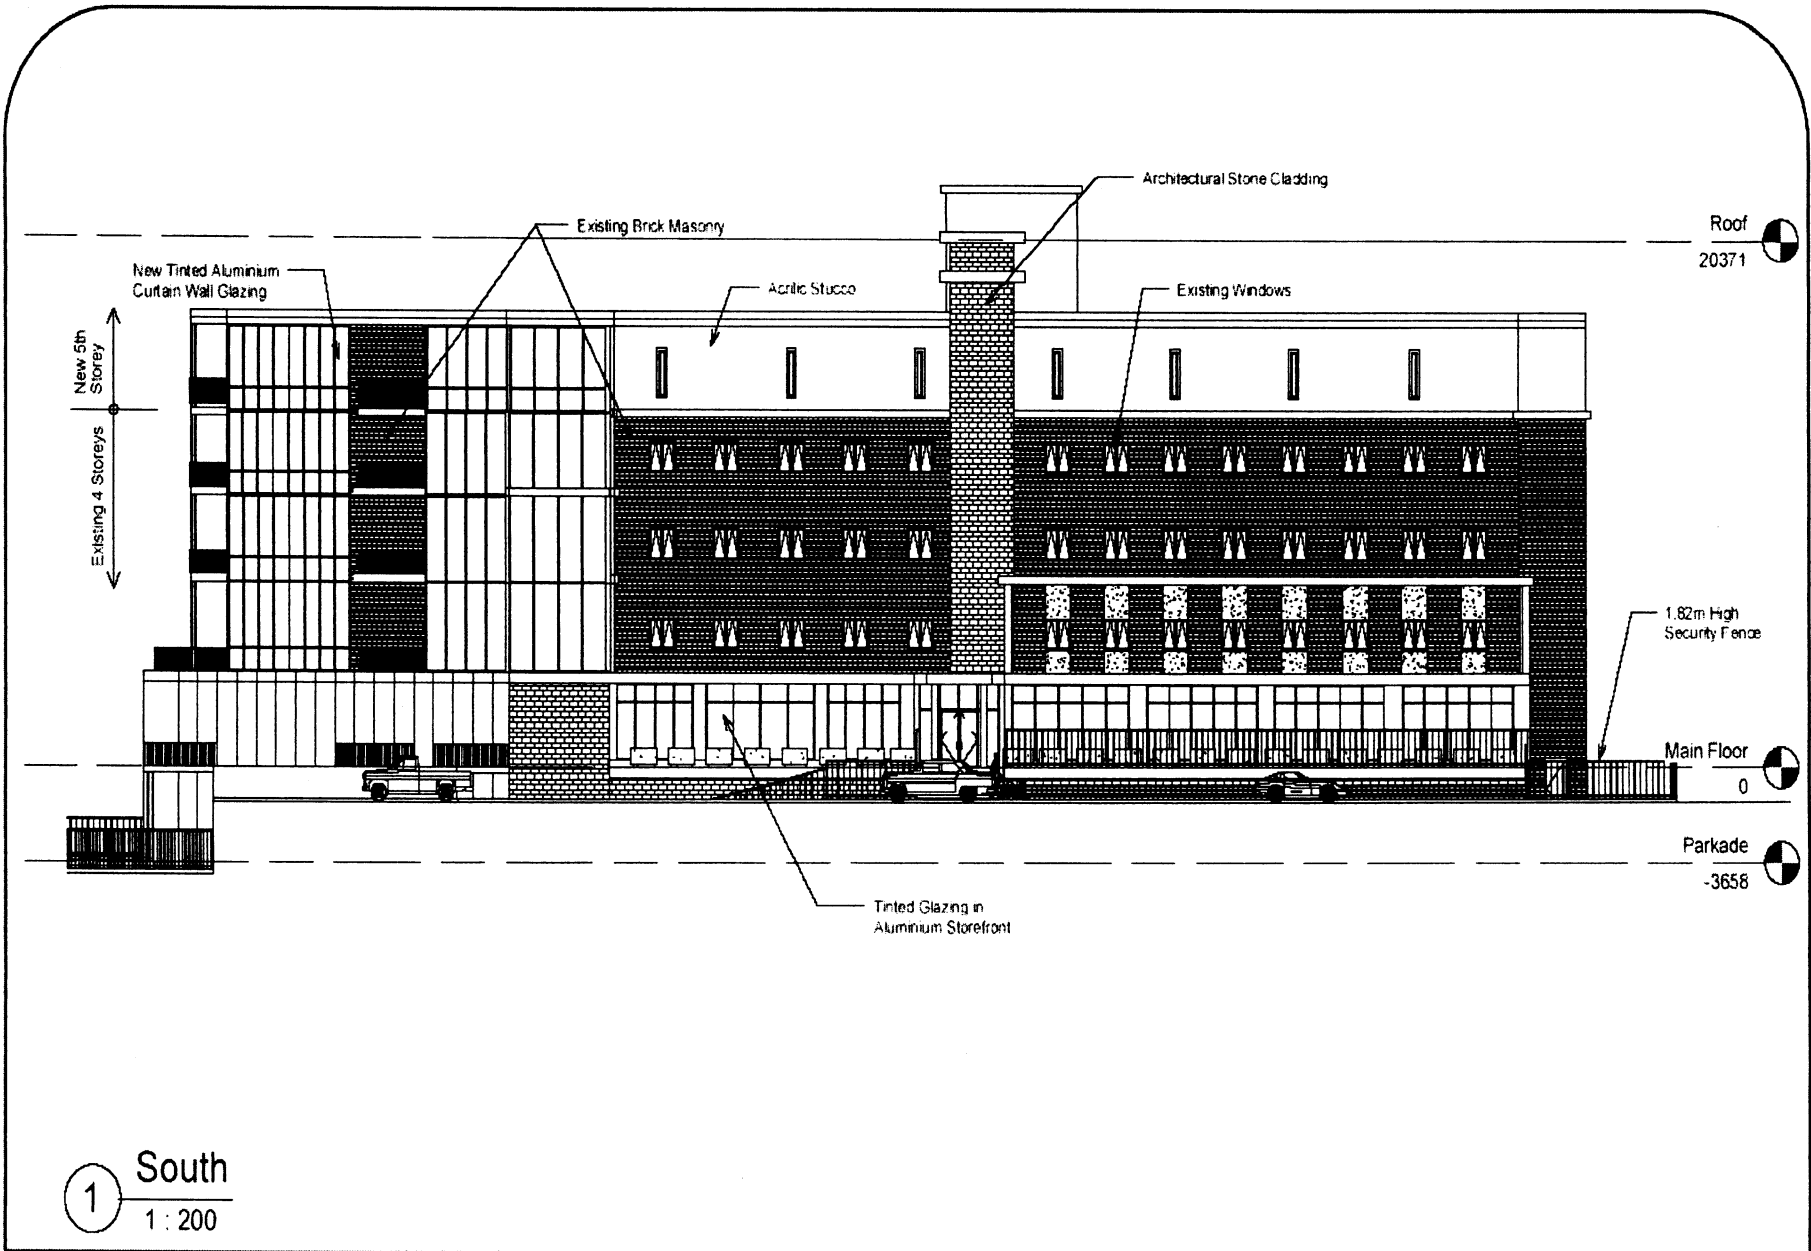 Architectural Stone Cladding
Existing Brick Masonry
Roof
20371
New Tinted Aluminium
Curtain Wall Glazing
Acrilic Stucco
Existing Windows
New 5th
Storey
Existing 4 Storeys
1.82m High
Security Fence
Main Floor
0
Parkade
-3658
Tinted Glazing in
Aluminium Storefront
1
South
1 : 200